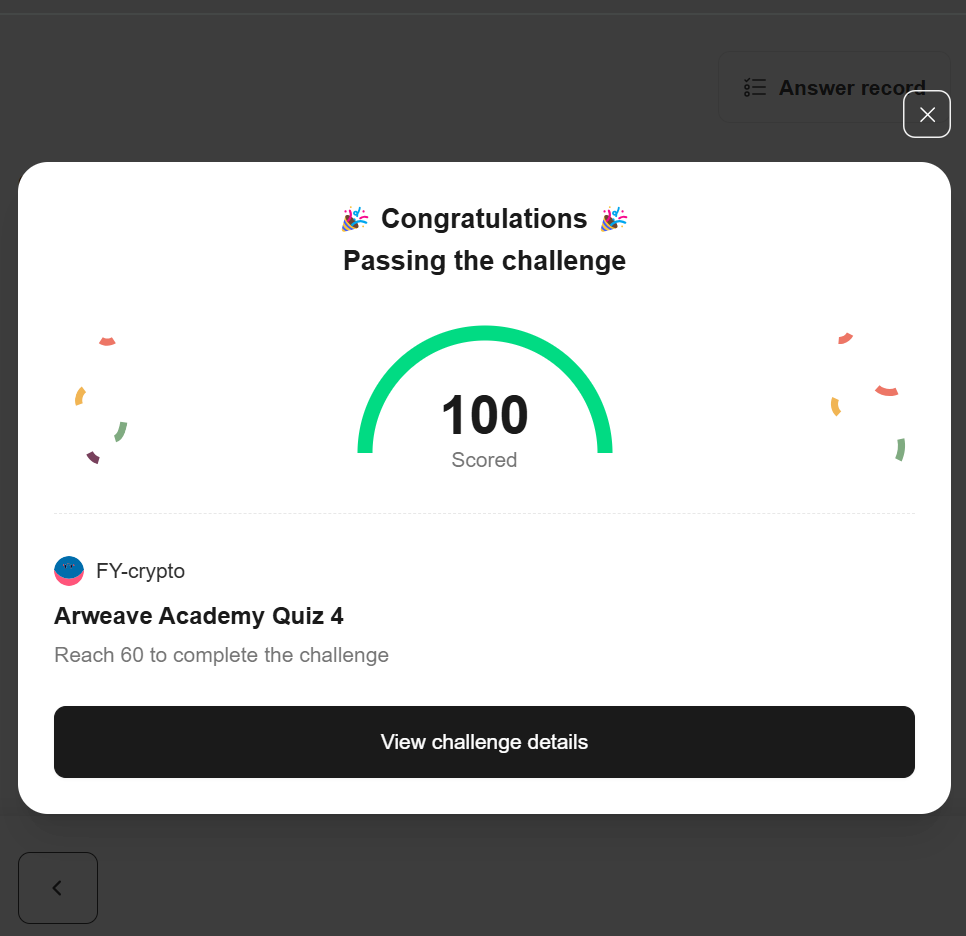 Answer record
🎉 Congratulations 🎉
Passing the challenge
100
Scored
FY-crypto
Arweave Academy Quiz 4
Reach 60 to complete the challenge
View challenge details